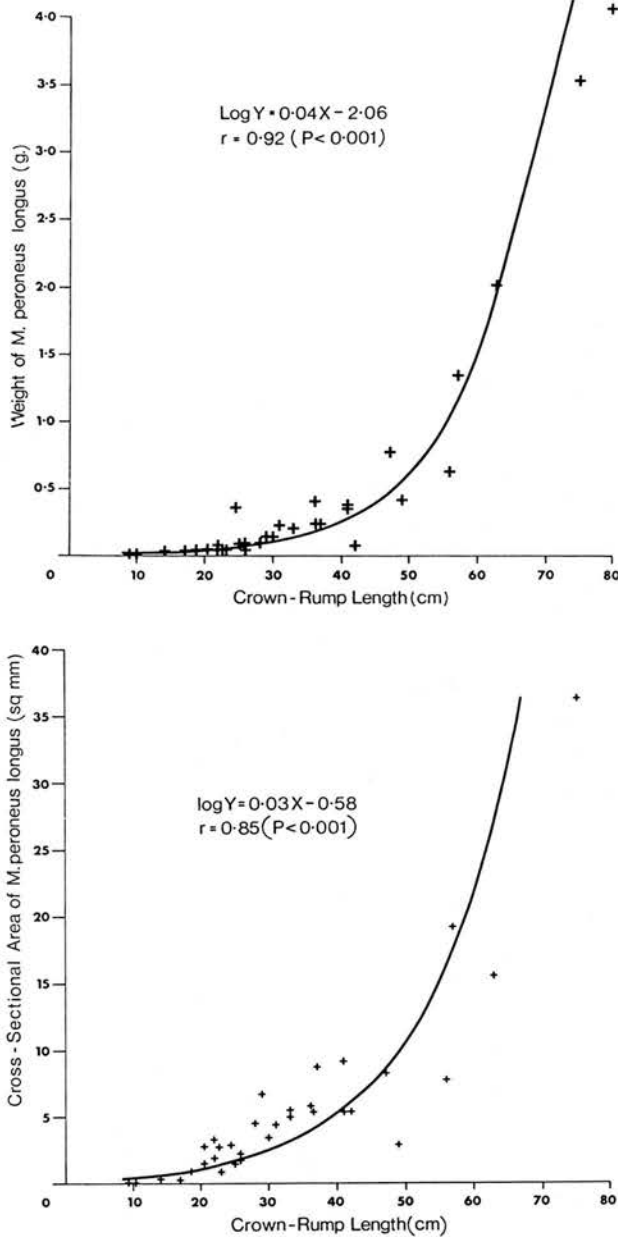 4·0
3·5
3·0
2·5
2·0
1·5
1·0
0·5
Weight of M. peroneus longus (g.)
Log Y = 0·04X – 2·06
r = 0·92 (P < 0·001)
0 10 20 30 40 50 60 70 80
Crown-Rump Length (cm)
40
35
30
25
20
15
10
5
Cross-Sectional Area of M. peroneus longus (sq mm)
log Y = 0·03X – 0·58
r = 0·85 (P < 0·001)
0 10 20 30 40 50 60 70 80
Crown-Rump Length (cm)